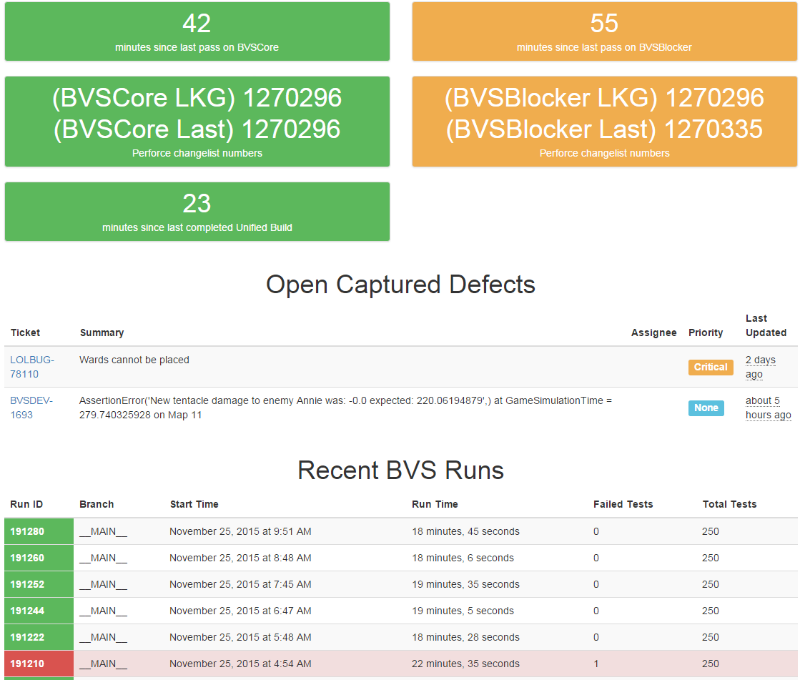 42
minutes since last pass on BVSCore
55
minutes since last pass on BVSBlocker
(BVSCore LKG) 1270296
(BVSCore Last) 1270296
Perforce changelist numbers
(BVSBlocker LKG) 1270296
(BVSBlocker Last) 1270335
Perforce changelist numbers
23
minutes since last completed Unified Build
Open Captured Defects
Ticket Summary Assignee Priority Last Updated
LOLBUG-78110 Wards cannot be placed Critical 2 days ago
BVSDEV-1693 AssertionError('New tentacle damage to enemy Annie was: -0.0 expected: 220.06194879',) at GameSimulationTime = 279.740325928 on Map 11 None about 5 hours ago
Recent BVS Runs
Run ID Branch Start Time Run Time Failed Tests Total Tests
191280 __MAIN__ November 25, 2015 at 9:51 AM 18 minutes, 45 seconds 0 250
191260 __MAIN__ November 25, 2015 at 8:48 AM 18 minutes, 6 seconds 0 250
191252 __MAIN__ November 25, 2015 at 7:45 AM 19 minutes, 35 seconds 0 250
191244 __MAIN__ November 25, 2015 at 6:47 AM 19 minutes, 5 seconds 0 250
191222 __MAIN__ November 25, 2015 at 5:48 AM 18 minutes, 28 seconds 0 250
191210 __MAIN__ November 25, 2015 at 4:54 AM 22 minutes, 35 seconds 1 250